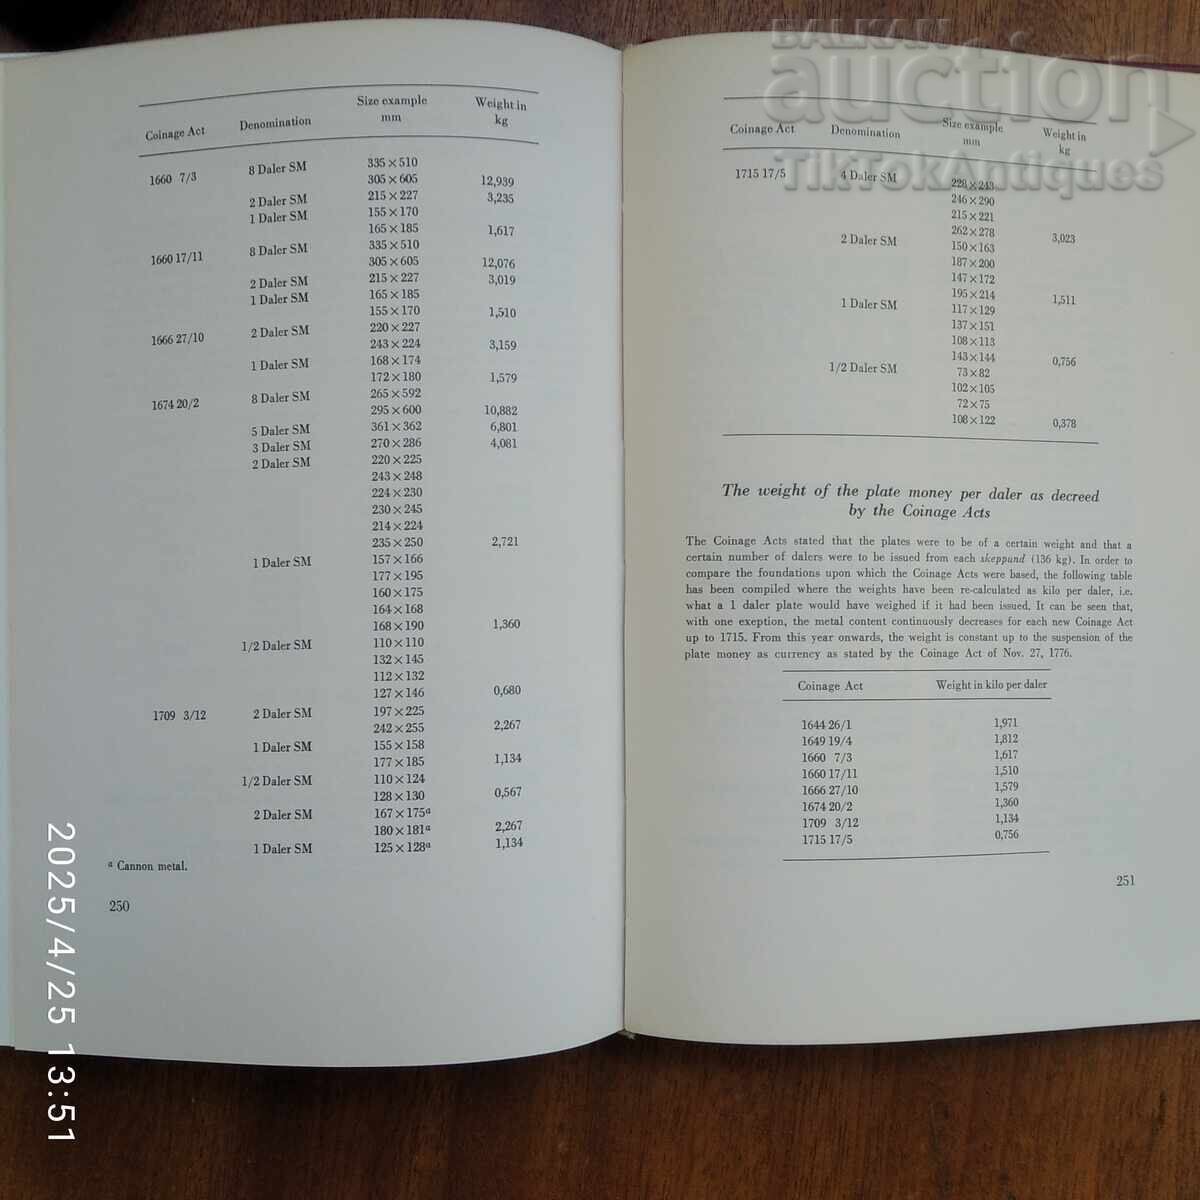 Coinage Act Denomination Size example mm Weight in kg
1660 7/3 8 Daler SM 335×510
305×605 12,939
2 Daler SM 215×227 3,235
1 Daler SM 155×170
165×185 1,617
1660 17/11 8 Daler SM 335×510
305×605 12,076
2 Daler SM 215×227 3,019
1 Daler SM 165×185
155×170 1,510
1666 27/10 2 Daler SM 220×227
243×224 3,159
1 Daler SM 168×174
172×180 1,579
1674 20/2 8 Daler SM 265×592
295×600 10,882
5 Daler SM 361×362 6,801
3 Daler SM 270×286 4,081
2 Daler SM 220×225
243×248
224×230
230×245
214×224
235×250 2,721
1 Daler SM 157×166
177×195
160×175
164×168
168×190 1,360
1/2 Daler SM 110×110
132×145
112×132
127×146 0,680
1709 3/12 2 Daler SM 197×225
242×255 2,267
1 Daler SM 155×158
177×185 1,134
1/2 Daler SM 110×124
128×130 0,567
2 Daler SM 167×175a
180×181a 2,267
1 Daler SM 125×128a 1,134
a Cannon metal.
250
Coinage Act Denomination Size example mm Weight in kg
1715 17/5 4 Daler SM 228×243
246×290
215×221
262×278 3,023
2 Daler SM 150×163
187×200
147×172
195×214 1,511
1 Daler SM 117×129
137×151
108×113
143×144 0,756
1/2 Daler SM 73×82
102×105
72×75
108×122 0,378
The weight of the plate money per daler as decreed
by the Coinage Acts
The Coinage Acts stated that the plates were to be of a certain weight and that a
certain number of dalers were to be issued from each skeppund (136 kg). In order to
compare the foundations upon which the Coinage Acts were based, the following table
has been compiled where the weights have been re-calculated as kilo per daler, i.e.
what a 1 daler plate would have weighed if it had been issued. It can be seen that,
with one exeption, the metal content continuously decreases for each new Coinage Act
up to 1715. From this year onwards, the weight is constant up to the suspension of the
plate money as currency as stated by the Coinage Act of Nov. 27, 1776.
Coinage Act Weight in kilo per daler
1644 26/1 1,971
1649 19/4 1,812
1660 7/3 1,617
1660 17/11 1,510
1666 27/10 1,579
1674 20/2 1,360
1709 3/12 1,134
1715 17/5 0,756
251
BALKAN
auction
TikTokAntiques
2025/4/25 13:51